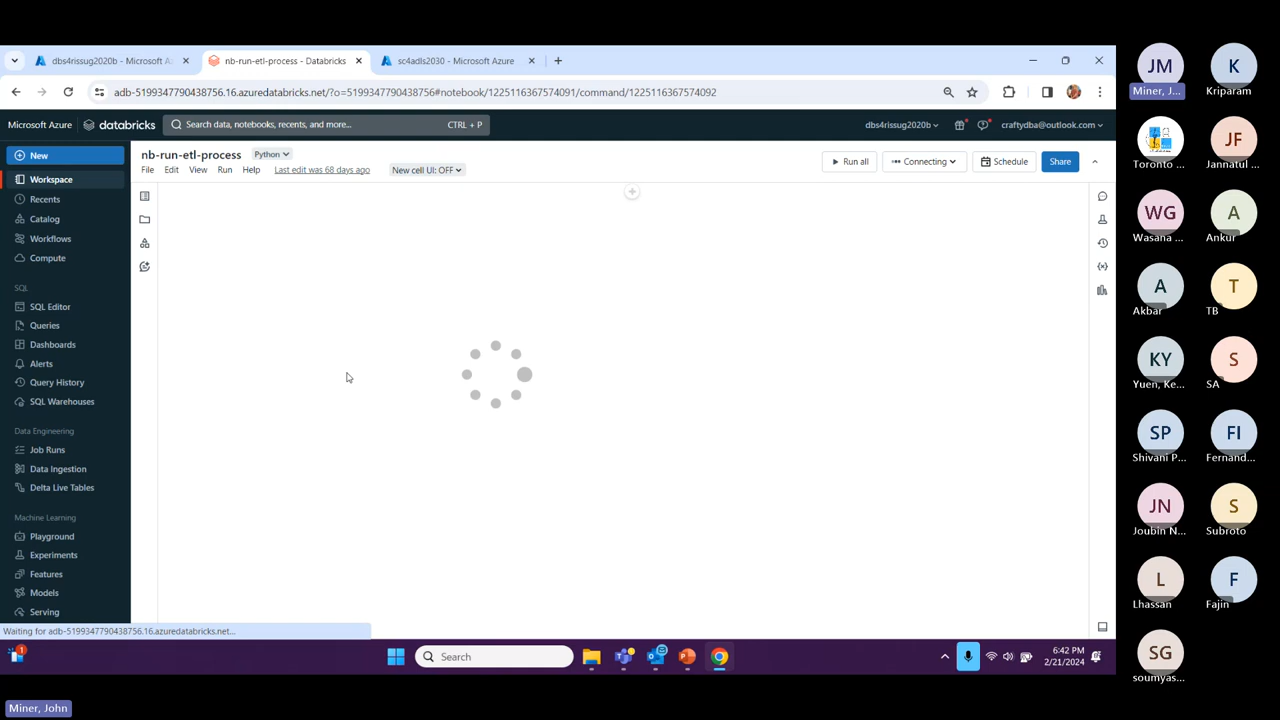 dbs4rissug2020b - Microsoft Az
nb-run-etl-process - Databricks
sc4adls2030 - Microsoft Azure
adb-5199347790438756.16.azuredatabricks.net/?o=5199347790438756#notebook/1225116367574091/command/1225116367574092
Microsoft Azure
databricks
Search data, notebooks, recents, and more...
CTRL + P
dbs4rissug2020b
craftydba@outlook.com
New
Workspace
Recents
Catalog
Workflows
Compute
SQL
SQL Editor
Queries
Dashboards
Alerts
Query History
SQL Warehouses
Data Engineering
Job Runs
Data Ingestion
Delta Live Tables
Machine Learning
Playground
Experiments
Features
Models
Serving
nb-run-etl-process
Python
File
Edit
View
Run
Help
Last edit was 68 days ago
New cell UI: OFF
Run all
Connecting
Schedule
Share
Waiting for adb-5199347790438756.16.azuredatabricks.net...
1
Search
6:42 PM
2/21/2024
JM
Miner, J...
K
Kriparam
Toronto ...
JF
Jannatul ...
WG
Wasana ...
A
Ankur
A
Akbar
T
TB
KY
Yuen, Ke...
S
SA
SP
Shivani P...
FI
Fernand...
JN
Joubin N...
S
Subroto
L
Lhassan
F
Fajin
SG
soumyas...
Miner, John